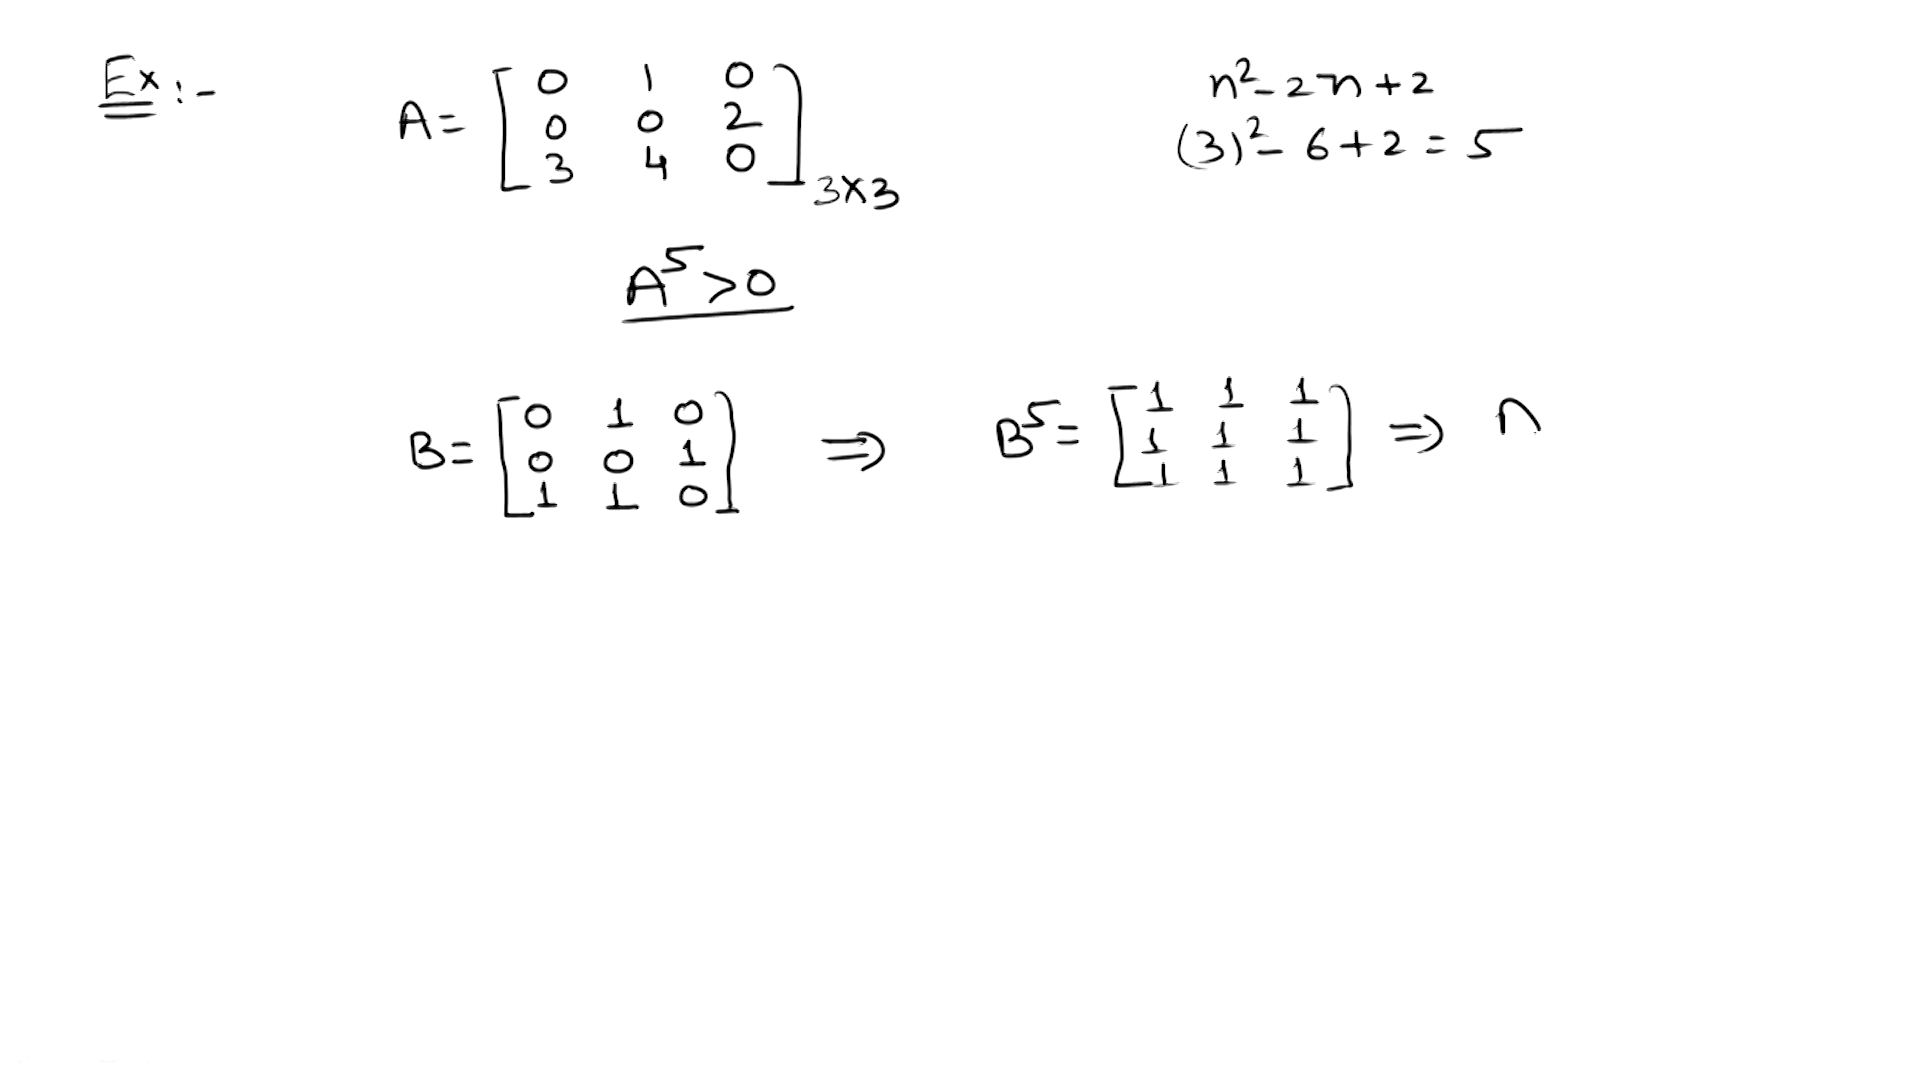 Ex :- A = [ 0 1 0 n² - 2n + 2
0 0 2 (3)² - 6 + 2 = 5
3 4 0 ] 3×3
A⁵ > 0
B = [ 0 1 0 ⇒ B⁵ = [ 1 1 1 ⇒ n
0 0 1 1 1 1
1 1 0 ] 1 1 1 ]